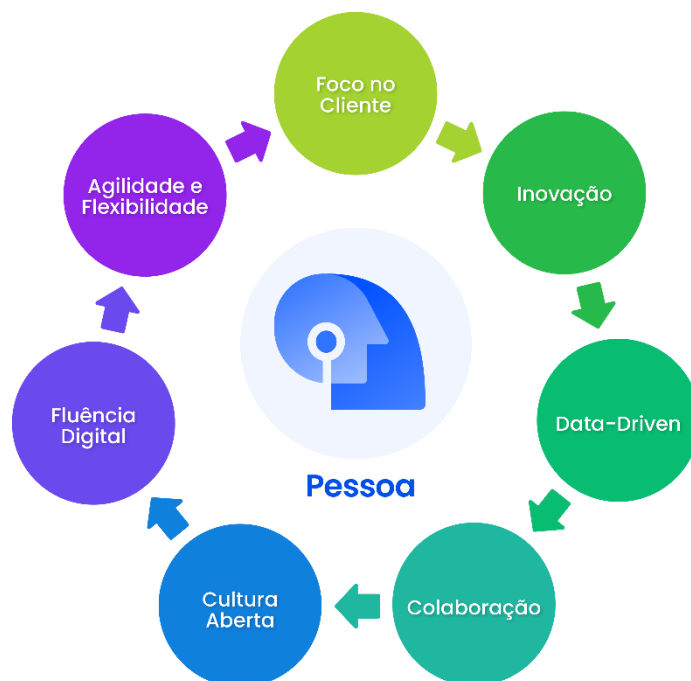 Foco no
Cliente
Inovação
Data-Driven
Colaboração
Cultura
Aberta
Fluência
Digital
Agilidade e
Flexibilidade
Pessoa